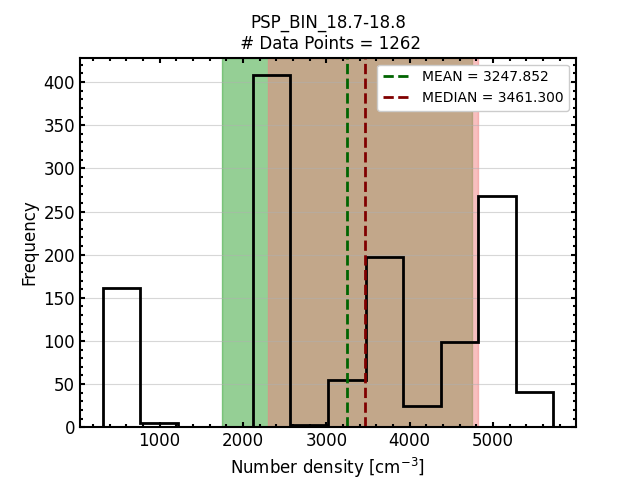 PSP_BIN_18.7-18.8
# Data Points = 1262
MEAN = 3247.852
MEDIAN = 3461.300
Frequency
400
350
300
250
200
150
100
50
0
1000 2000 3000 4000 5000
Number density [cm⁻³]